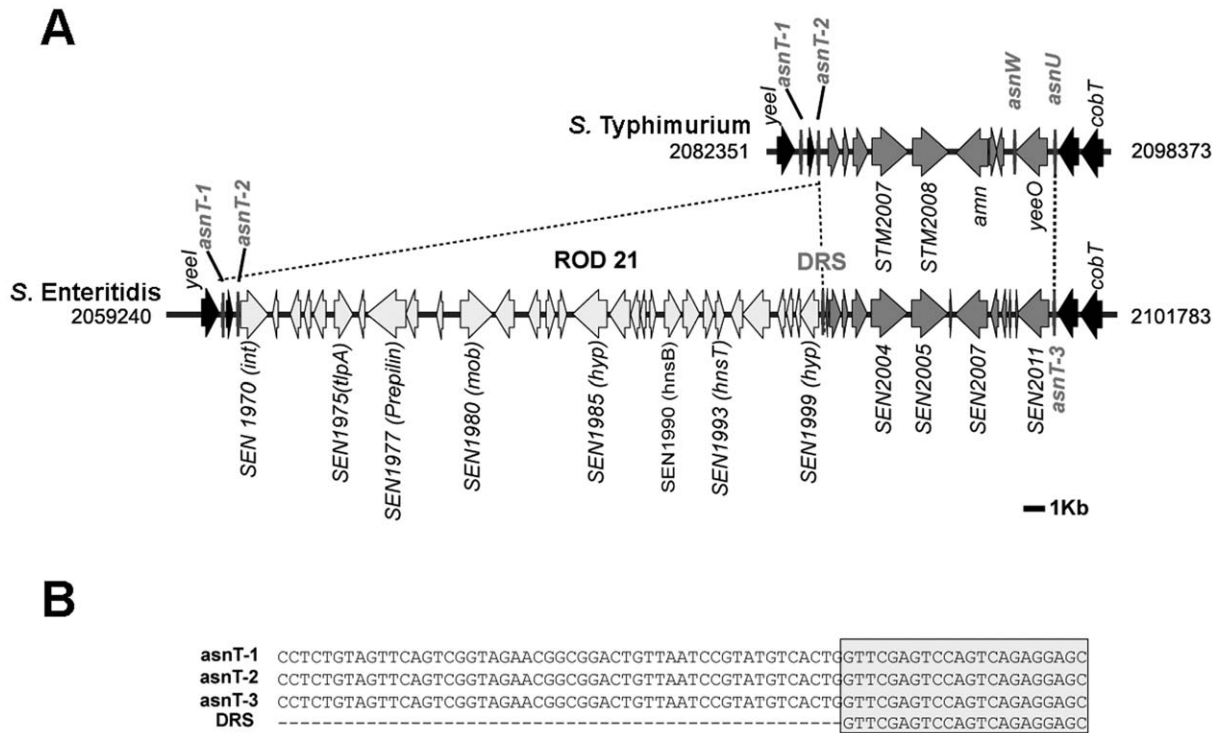 A
asnT-1
asnT-2
asnW
asnU
yeeI
cobT
S. Typhimurium
2082351
2098373
STM2007
STM2008
amn
yeeO
asnT-1
asnT-2
yeeI
ROD 21
DRS
cobT
S. Enteritidis
2059240
2101783
SEN 1970 (int)
SEN1975(tlpA)
SEN1977 (Prepilin)
SEN1980 (mob)
SEN1985 (hyp)
SEN1990 (hnsB)
SEN1993 (hnsT)
SEN1999 (hyp)
SEN2004
SEN2005
SEN2007
SEN2011
asnT-3
1Kb
B
asnT-1 CCTCTGTAGTTCAGTCGGTAGAACGGCGGACTGTTAATCCGTATGTCACTGGTTCGAGTCCAGTCAGAGGAGC
asnT-2 CCTCTGTAGTTCAGTCGGTAGAACGGCGGACTGTTAATCCGTATGTCACTGGTTCGAGTCCAGTCAGAGGAGC
asnT-3 CCTCTGTAGTTCAGTCGGTAGAACGGCGGACTGTTAATCCGTATGTCACTGGTTCGAGTCCAGTCAGAGGAGC
DRS ---------------------------------------------------GTTCGAGTCCAGTCAGAGGAGC